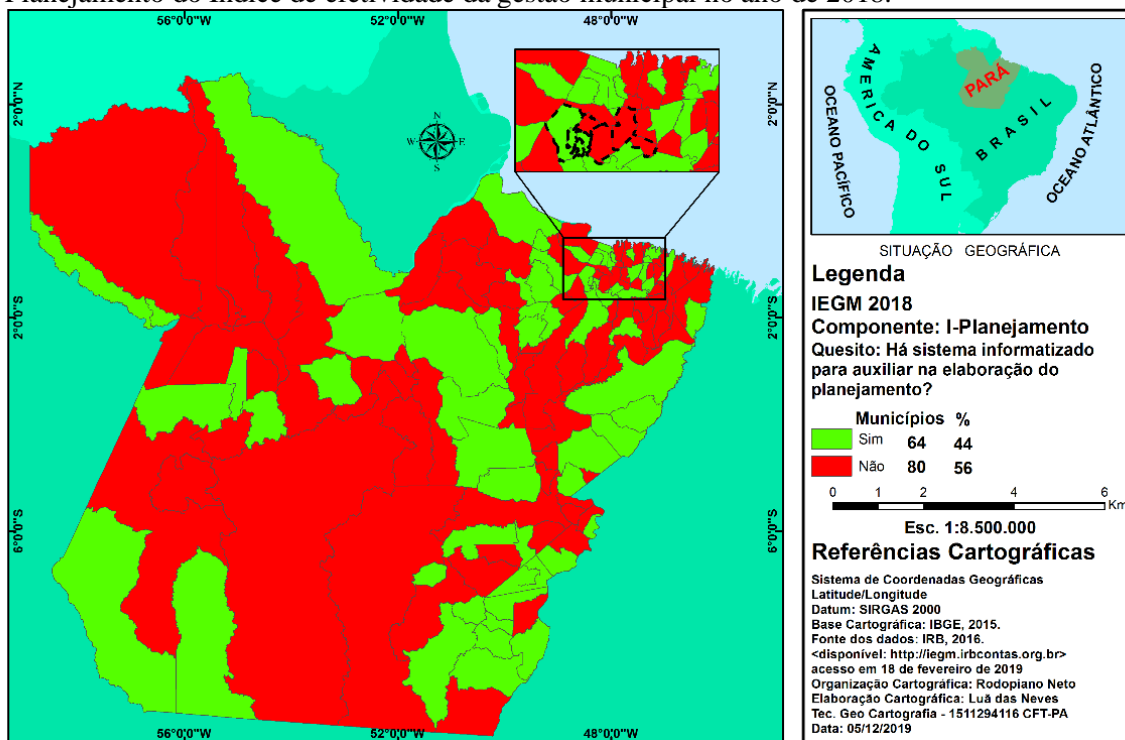 Planejamento do Índice de efetividade da gestão municipal no ano de 2018.
56°0'0"W
52°0'0"W
48°0'0"W
2°0'0"N
2°0'0"N
N
W E
S
2°0'0"S
2°0'0"S
6°0'0"S
6°0'0"S
56°0'0"W
52°0'0"W
48°0'0"W
OCEANO PACÍFICO
AMERICA DO SUL
PARÁ
BRASIL
OCEANO ATLÂNTICO
SITUAÇÃO GEOGRÁFICA
Legenda
IEGM 2018
Componente: I-Planejamento
Quesito: Há sistema informatizado
para auxiliar na elaboração do
planejamento?
Municípios %
Sim 64 44
Não 80 56
0 1 2 4 6
Km
Esc. 1:8.500.000
Referências Cartográficas
Sistema de Coordenadas Geográficas
Latitude/Longitude
Datum: SIRGAS 2000
Base Cartográfica: IBGE, 2015.
Fonte dos dados: IRB, 2016.
<disponível: http://iegm.irbcontas.org.br>
acesso em 18 de fevereiro de 2019
Organização Cartográfica: Rodopiano Neto
Elaboração Cartográfica: Luã das Neves
Tec. Geo Cartografia - 1511294116 CFT-PA
Data: 05/12/2019